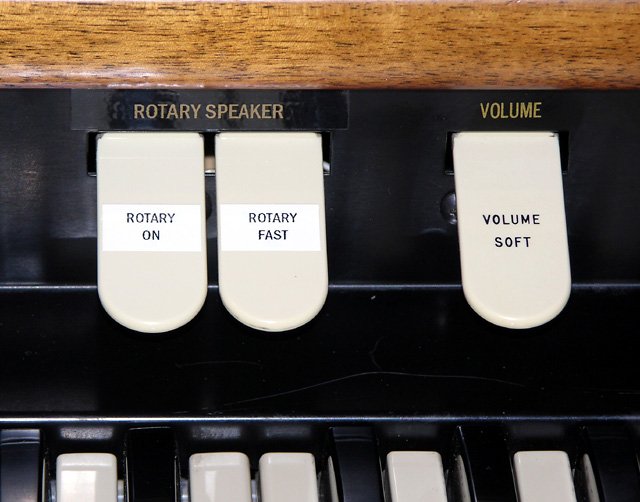 ROTARY SPEAKER
VOLUME
ROTARY
ON
ROTARY
FAST
VOLUME
SOFT